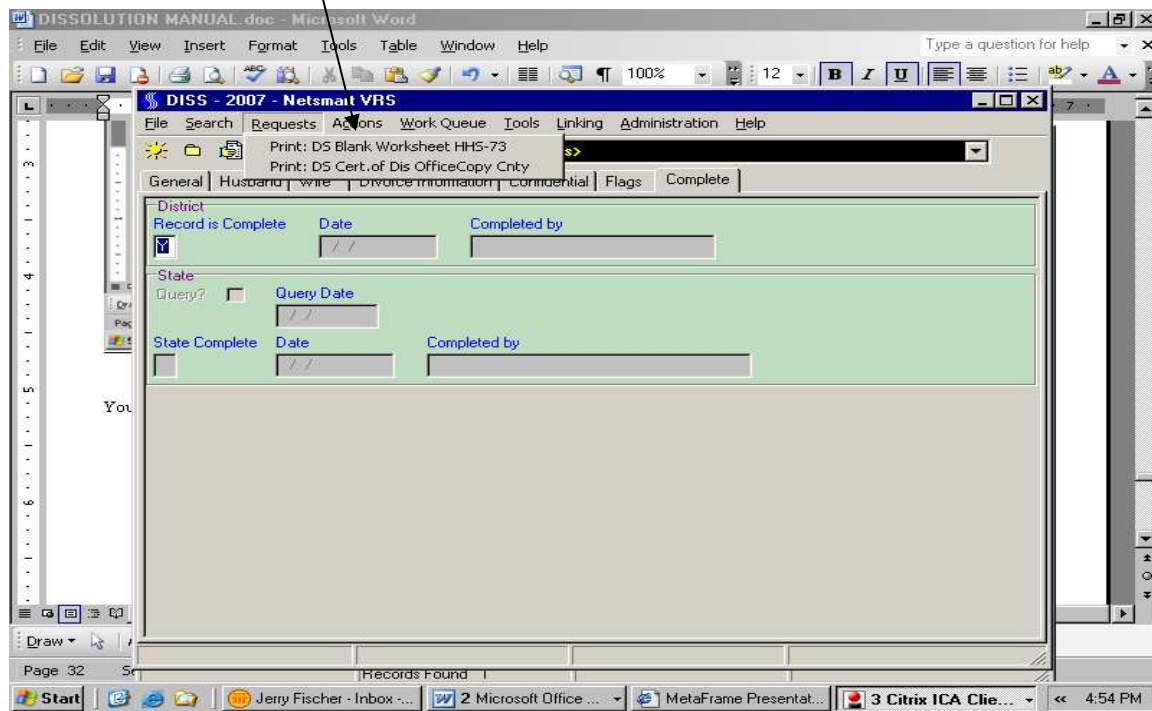 DISSOLUTION MANUAL.doc - Microsoft Word
File Edit View Insert Format Tools Table Window Help Type a question for help
100% 12 B I U
DISS - 2007 - Netsmart VRS
7
File Search Requests Actions Work Queue Tools Linking Administration Help
Print: DS Blank Worksheet HHS-73
s>
Print: DS Cert.of Dis OfficeCopy Cnty
General Husband Wife Divorce Information Confidential Flags Complete
District
Record is Complete Date Completed by
Y / /
State
Query? Query Date
/ /
State Complete Date Completed by
/ /
You
Draw
Page 32
Records Found 1
Start Jerry Fischer - Inbox -... 2 Microsoft Office ... MetaFrame Presentat... 3 Citrix ICA Clie... << 4:54 PM